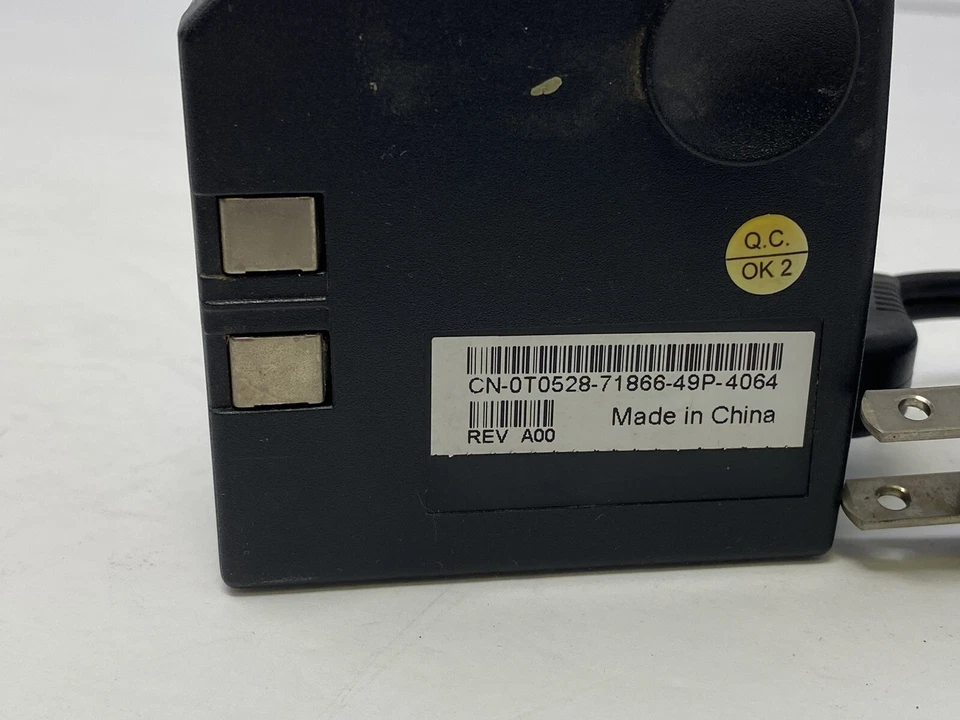 Q.C.
OK 2
CN-0T0528-71866-49P-4064
Made in China
REV A00